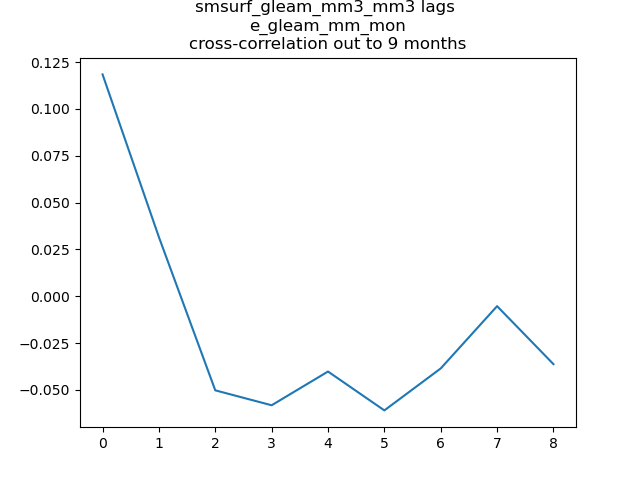 smsurf_gleam_mm3_mm3 lags
e_gleam_mm_mon
cross-correlation out to 9 months
0.125
0.100
0.075
0.050
0.025
0.000
−0.025
−0.050
0 1 2 3 4 5 6 7 8